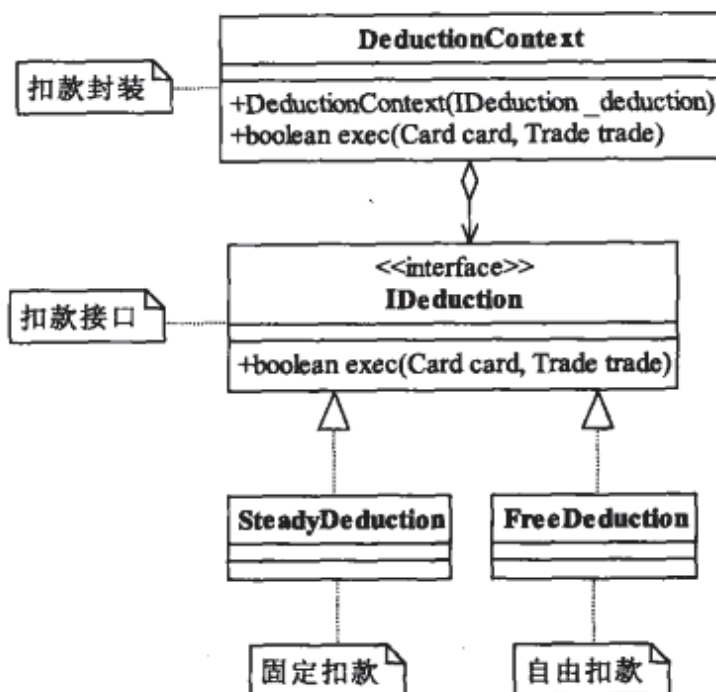 DeductionContext
扣款封装
+DeductionContext(IDeduction _deduction)
+boolean exec(Card card, Trade trade)
<<interface>>
IDeduction
扣款接口
+boolean exec(Card card, Trade trade)
SteadyDeduction
FreeDeduction
固定扣款
自由扣款